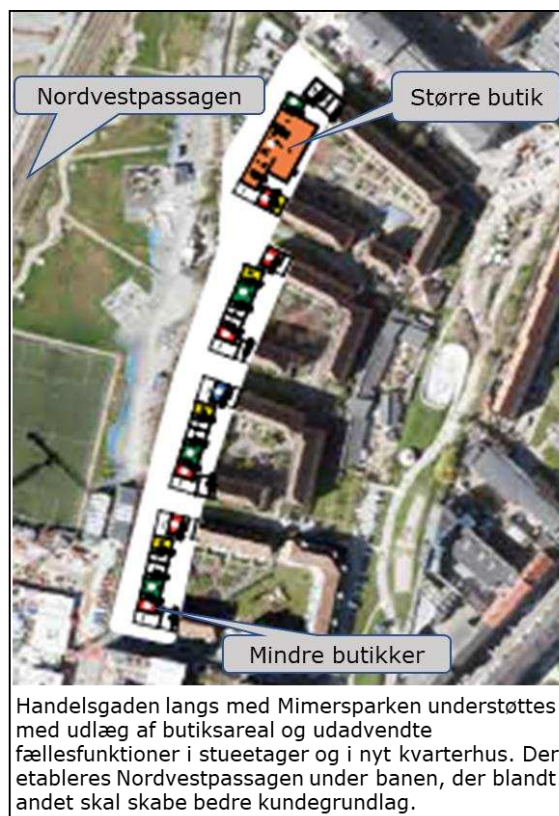 Nordvestpassagen
Større butik
Mindre butikker
Handelsgaden langs med Mimersparken understøttes
med udlæg af butiksareal og udadvendte
fællesfunktioner i stueetager og i nyt kvarterhus. Der
etableres Nordvestpassagen under banen, der blandt
andet skal skabe bedre kundegrundlag.